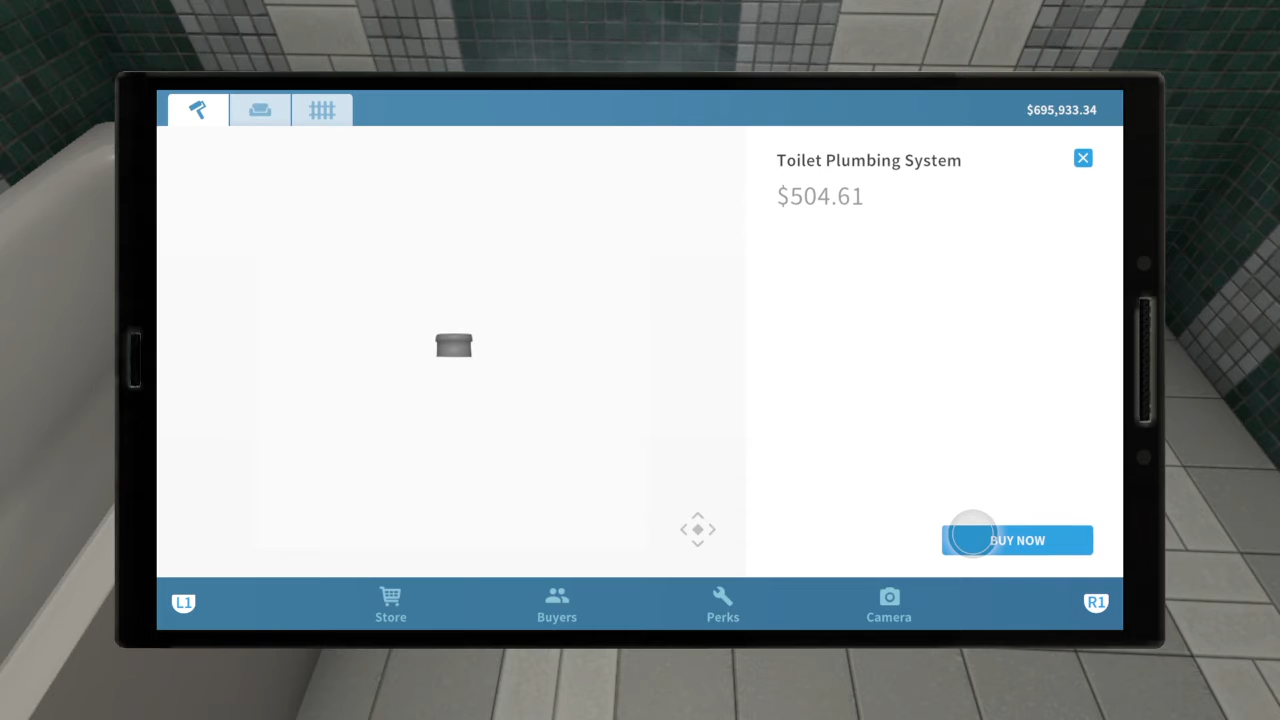 $695,933.34
Toilet Plumbing System
$504.61
BUY NOW
L1
Store
Buyers
Perks
Camera
R1